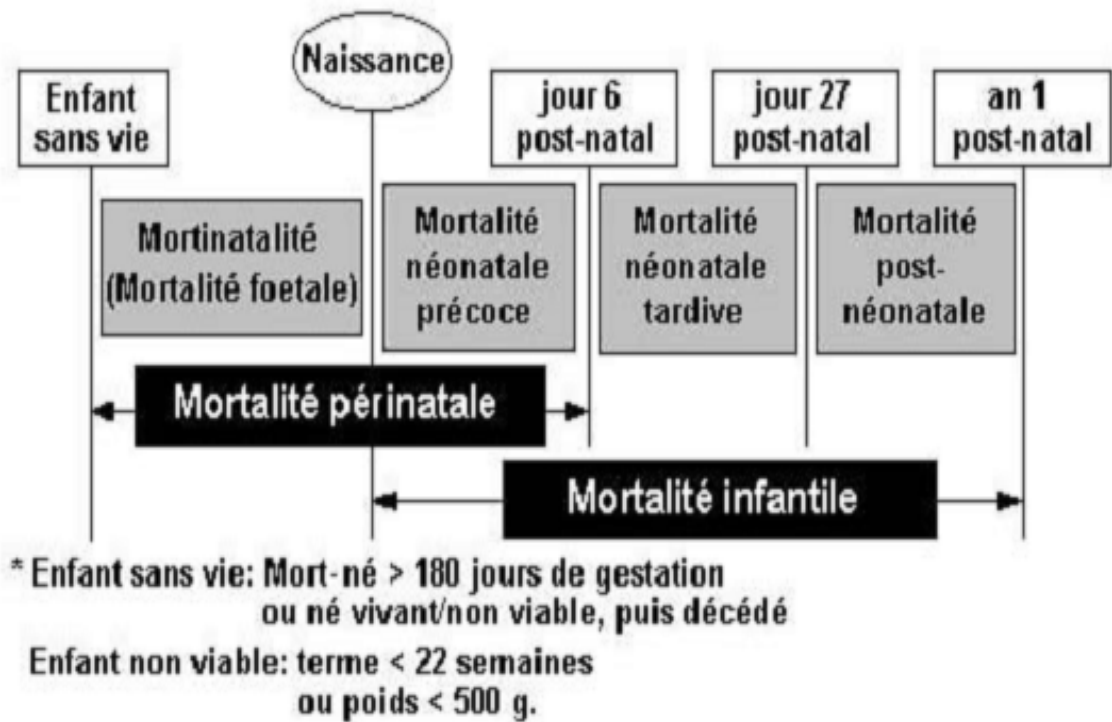 Naissance
Enfant
sans vie
jour 6
post-natal
jour 27
post-natal
an 1
post-natal
Mortinatalité
(Mortalité foetale)
Mortalité
néonatale
précoce
Mortalité
néonatale
tardive
Mortalité
post-
néonatale
Mortalité périnatale
Mortalité infantile
* Enfant sans vie: Mort-né > 180 jours de gestation
ou né vivant/non viable, puis décédé
Enfant non viable: terme < 22 semaines
ou poids < 500 g.